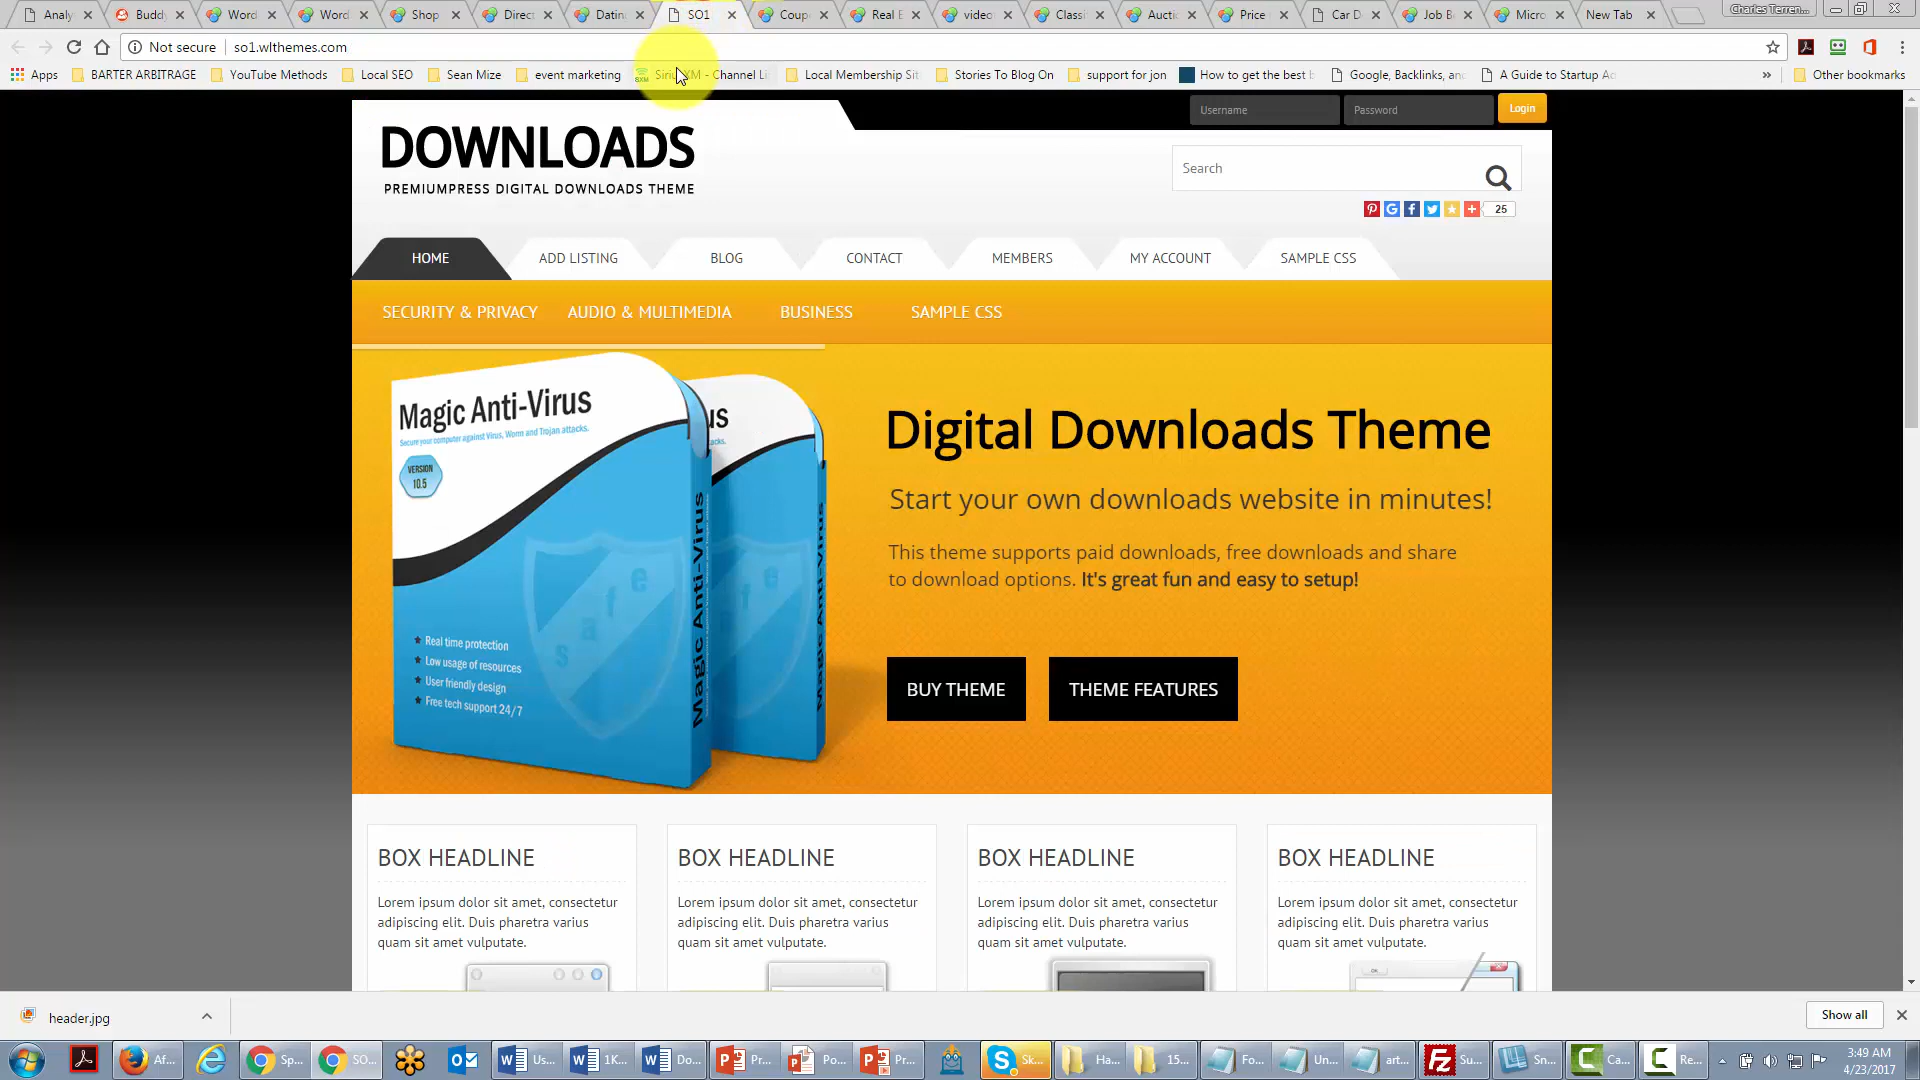 Analy
Buddy
Word
Word
Shop
Direct
Datin
SO1
Coup
Real E
video
Classi
Auctic
Price
Car D
Job B
Micro
New Tab
Charles Terren...
Not secure
so1.wlthemes.com
Apps
BARTER ARBITRAGE
YouTube Methods
Local SEO
Sean Mize
event marketing
SiriusXM - Channel Li
Local Membership Sit
Stories To Blog On
support for jon
How to get the best b
Google, Backlinks, an
A Guide to Startup Ad
»
Other bookmarks
Username
Password
Login
DOWNLOADS
PREMIUMPRESS DIGITAL DOWNLOADS THEME
Search
25
HOME
ADD LISTING
BLOG
CONTACT
MEMBERS
MY ACCOUNT
SAMPLE CSS
SECURITY & PRIVACY
AUDIO & MULTIMEDIA
BUSINESS
SAMPLE CSS
Magic Anti-Virus
Secure your computer against Virus, Worm and Trojan attacks.
VERSION
10.5
safe
Real time protection
Low usage of resources
User friendly design
Free tech support 24/7
Magic Anti-Virus
us
Magic Anti-Virus
Digital Downloads Theme
Start your own downloads website in minutes!
This theme supports paid downloads, free downloads and share
to download options. It's great fun and easy to setup!
BUY THEME
THEME FEATURES
BOX HEADLINE
Lorem ipsum dolor sit amet, consectetur
adipiscing elit. Duis pharetra varius
quam sit amet vulputate.
BOX HEADLINE
Lorem ipsum dolor sit amet, consectetur
adipiscing elit. Duis pharetra varius
quam sit amet vulputate.
BOX HEADLINE
Lorem ipsum dolor sit amet, consectetur
adipiscing elit. Duis pharetra varius
quam sit amet vulputate.
BOX HEADLINE
Lorem ipsum dolor sit amet, consectetur
adipiscing elit. Duis pharetra varius
quam sit amet vulputate.
header.jpg
Show all
Af...
Sp...
SO...
Us...
1K...
Do...
Pr...
Po...
Pr...
Sk...
Ha...
15...
Fo...
Un...
art...
Su...
Sn...
Ca...
Re...
3:49 AM
4/23/2017